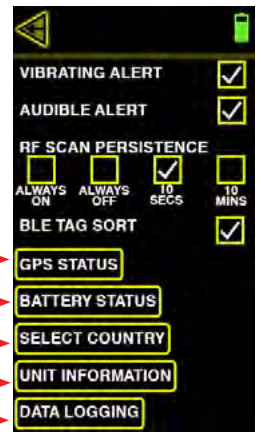 VIBRATING ALERT
AUDIBLE ALERT
RF SCAN PERSISTENCE
ALWAYS ON ALWAYS OFF 10 SECS 10 MINS
BLE TAG SORT
GPS STATUS
BATTERY STATUS
SELECT COUNTRY
UNIT INFORMATION
DATA LOGGING